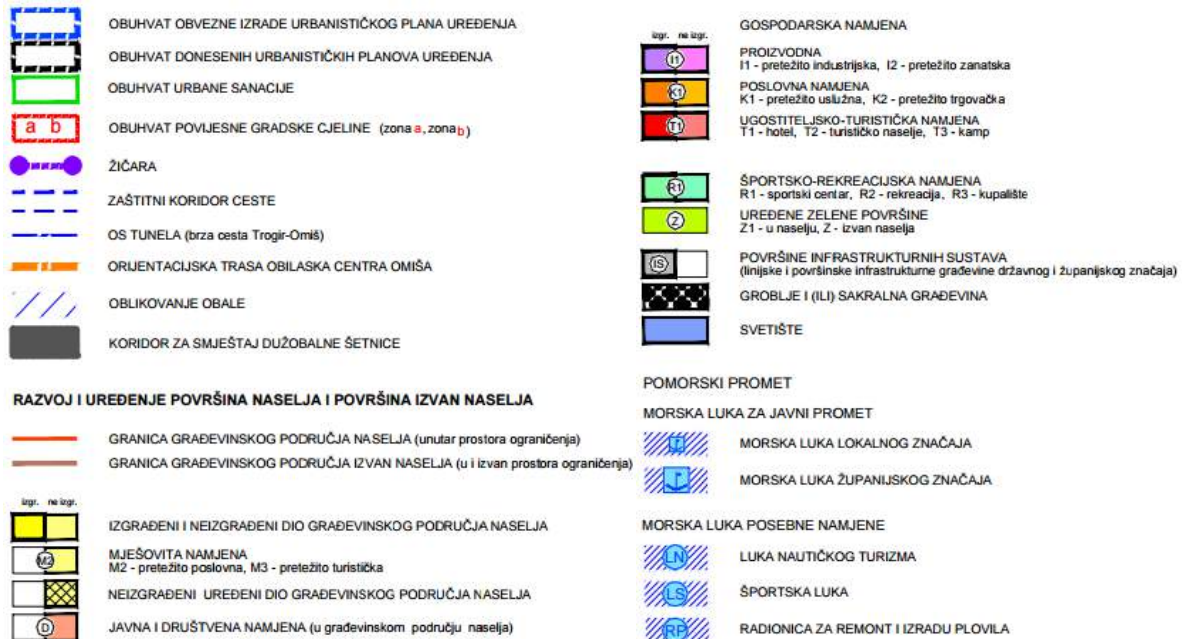 OBUHVAT OBVEZNE IZRADE URBANISTIČKOG PLANA UREĐENJA
OBUHVAT DONESENIH URBANISTIČKIH PLANOVA UREĐENJA
OBUHVAT URBANE SANACIJE
a b OBUHVAT POVIJESNE GRADSKE CJELINE (zona a, zona b)
ŽIČARA
ZAŠTITNI KORIDOR CESTE
OS TUNELA (brza cesta Trogir-Omiš)
ORIJENTACIJSKA TRASA OBILASKA CENTRA OMIŠA
OBLIKOVANJE OBALE
KORIDOR ZA SMJEŠTAJ DUŽOBALNE ŠETNICE
RAZVOJ I UREĐENJE POVRŠINA NASELJA I POVRŠINA IZVAN NASELJA
GRANICA GRAĐEVINSKOG PODRUČJA NASELJA (unutar prostora ograničenja)
GRANICA GRAĐEVINSKOG PODRUČJA IZVAN NASELJA (u i izvan prostora ograničenja)
izgr. ne izgr.
IZGRAĐENI I NEIZGRAĐENI DIO GRAĐEVINSKOG PODRUČJA NASELJA
M2 MJEŠOVITA NAMJENA
M2 - pretežito poslovna, M3 - pretežito turistička
NEIZGRAĐENI UREĐENI DIO GRAĐEVINSKOG PODRUČJA NASELJA
D JAVNA I DRUŠTVENA NAMJENA (u građevinskom području naselja)
GOSPODARSKA NAMJENA
izgr. ne izgr.
I1 PROIZVODNA
I1 - pretežito industrijska, I2 - pretežito zanatska
K1 POSLOVNA NAMJENA
K1 - pretežito uslužna, K2 - pretežito trgovačka
T1 UGOSTITELJSKO-TURISTIČKA NAMJENA
T1 - hotel, T2 - turističko naselje, T3 - kamp
R1 ŠPORTSKO-REKREACIJSKA NAMJENA
R1 - sportski centar, R2 - rekreacija, R3 - kupalište
Z UREĐENE ZELENE POVRŠINE
Z1 - u naselju, Z - izvan naselja
IS POVRŠINE INFRASTRUKTURNIH SUSTAVA
(linijske i površinske infrastrukturne građevine državnog i županijskog značaja)
GROBLJE I (ILI) SAKRALNA GRAĐEVINA
SVETIŠTE
POMORSKI PROMET
MORSKA LUKA ZA JAVNI PROMET
MORSKA LUKA LOKALNOG ZNAČAJA
MORSKA LUKA ŽUPANIJSKOG ZNAČAJA
MORSKA LUKA POSEBNE NAMJENE
LN LUKA NAUTIČKOG TURIZMA
LS ŠPORTSKA LUKA
RP RADIONICA ZA REMONT I IZRADU PLOVILA